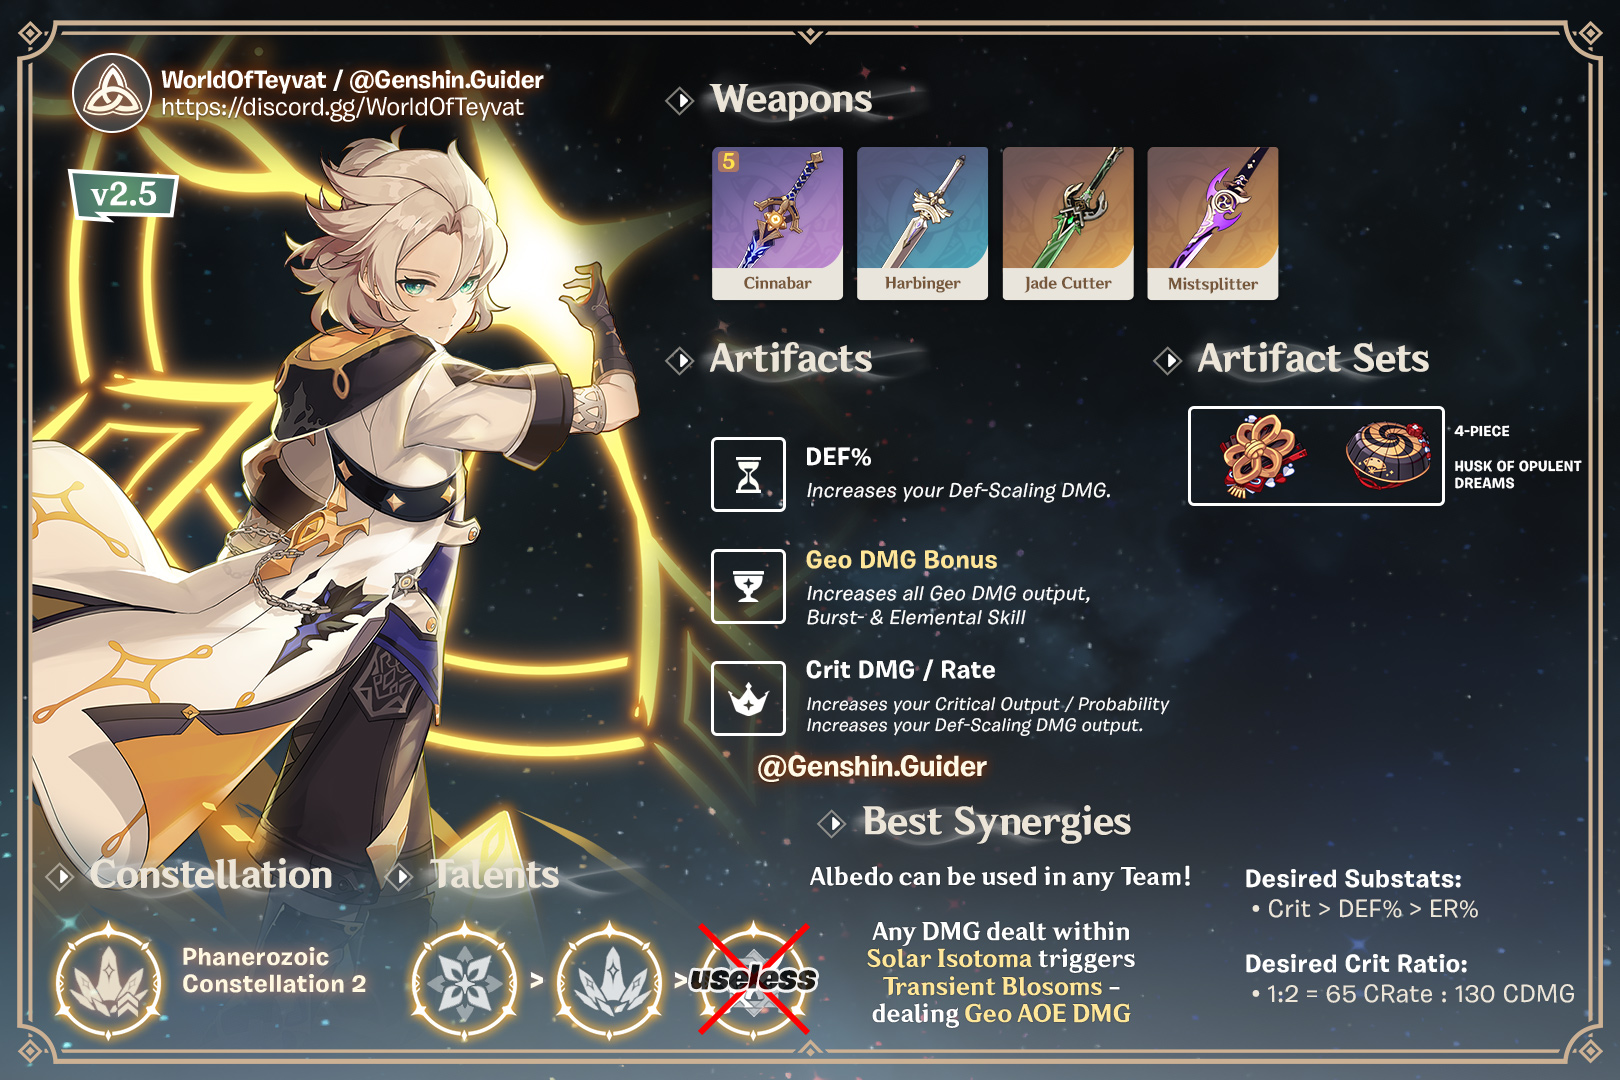 WorldOfTeyvat / @Genshin.Guider
https://discord.gg/WorldOfTeyvat
v2.5
Weapons
5
Cinnabar
Harbinger
Jade Cutter
Mistsplitter
Artifacts
DEF%
Increases your Def-Scaling DMG.
Geo DMG Bonus
Increases all Geo DMG output,
Burst- & Elemental Skill
Crit DMG / Rate
Increases your Critical Output / Probability
Increases your Def-Scaling DMG output.
@Genshin.Guider
Artifact Sets
4-PIECE
HUSK OF OPULENT
DREAMS
Constellation
Phanerozoic
Constellation 2
Talents
> > useless
Best Synergies
Albedo can be used in any Team!
Any DMG dealt within
Solar Isotoma triggers
Transient Blosoms -
dealing Geo AOE DMG
Desired Substats:
• Crit > DEF% > ER%
Desired Crit Ratio:
• 1:2 = 65 CRate : 130 CDMG